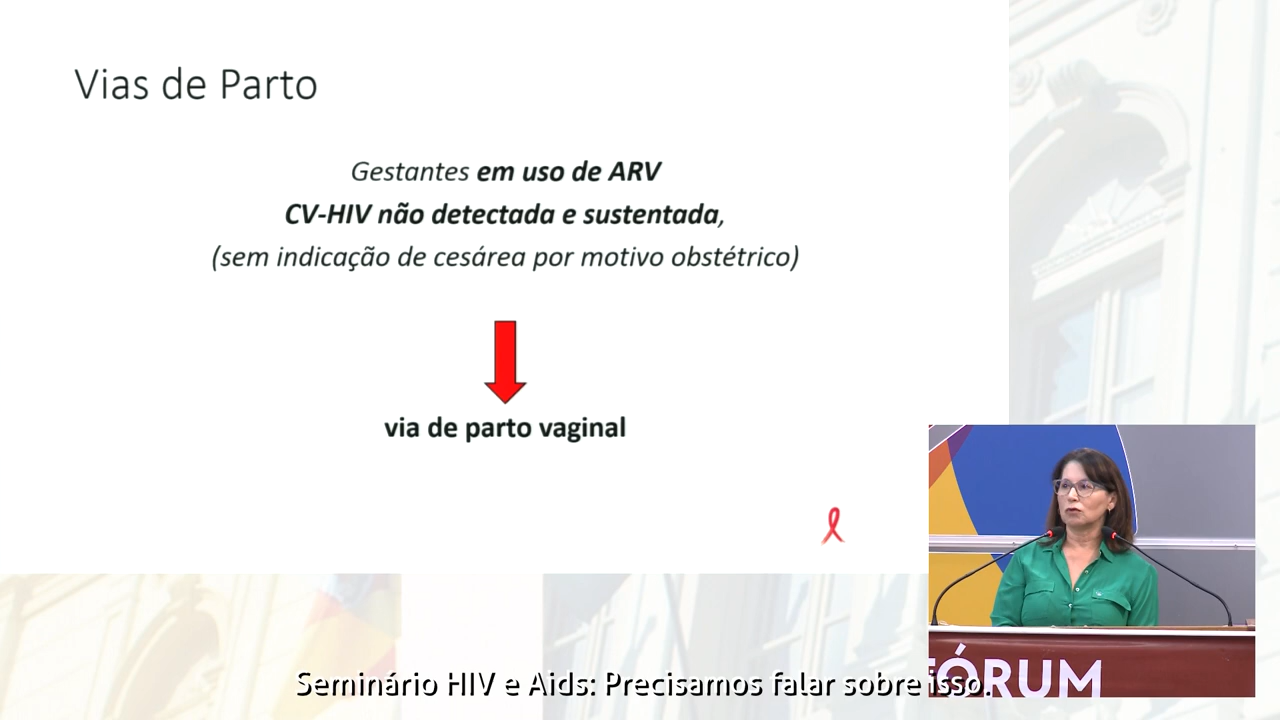 Vias de Parto
Gestantes em uso de ARV
CV-HIV não detectada e sustentada,
(sem indicação de cesárea por motivo obstétrico)
via de parto vaginal
FÓRUM
Seminário HIV e Aids: Precisamos falar sobre isso.